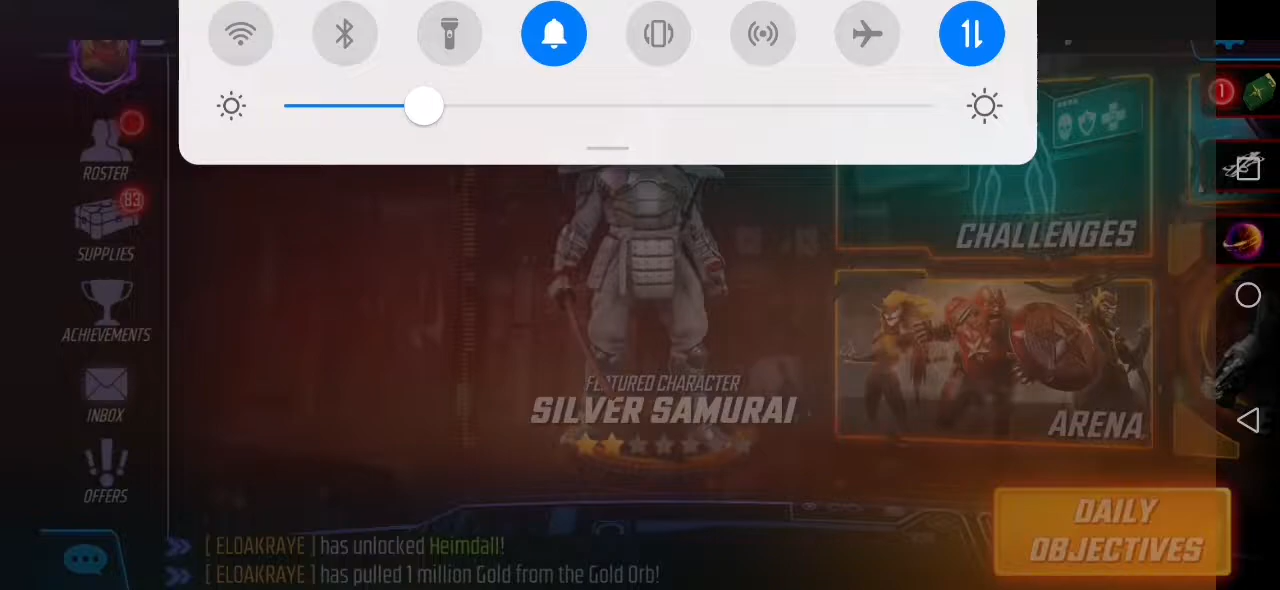 1
ROSTER
83
SUPPLIES
CHALLENGES
ACHIEVEMENTS
FEATURED CHARACTER
SILVER SAMURAI
INBOX
ARENA
OFFERS
DAILY
OBJECTIVES
[ ELOAKRAYE ] has unlocked Heimdall!
[ ELOAKRAYE ] has pulled 1 million Gold from the Gold Orb!